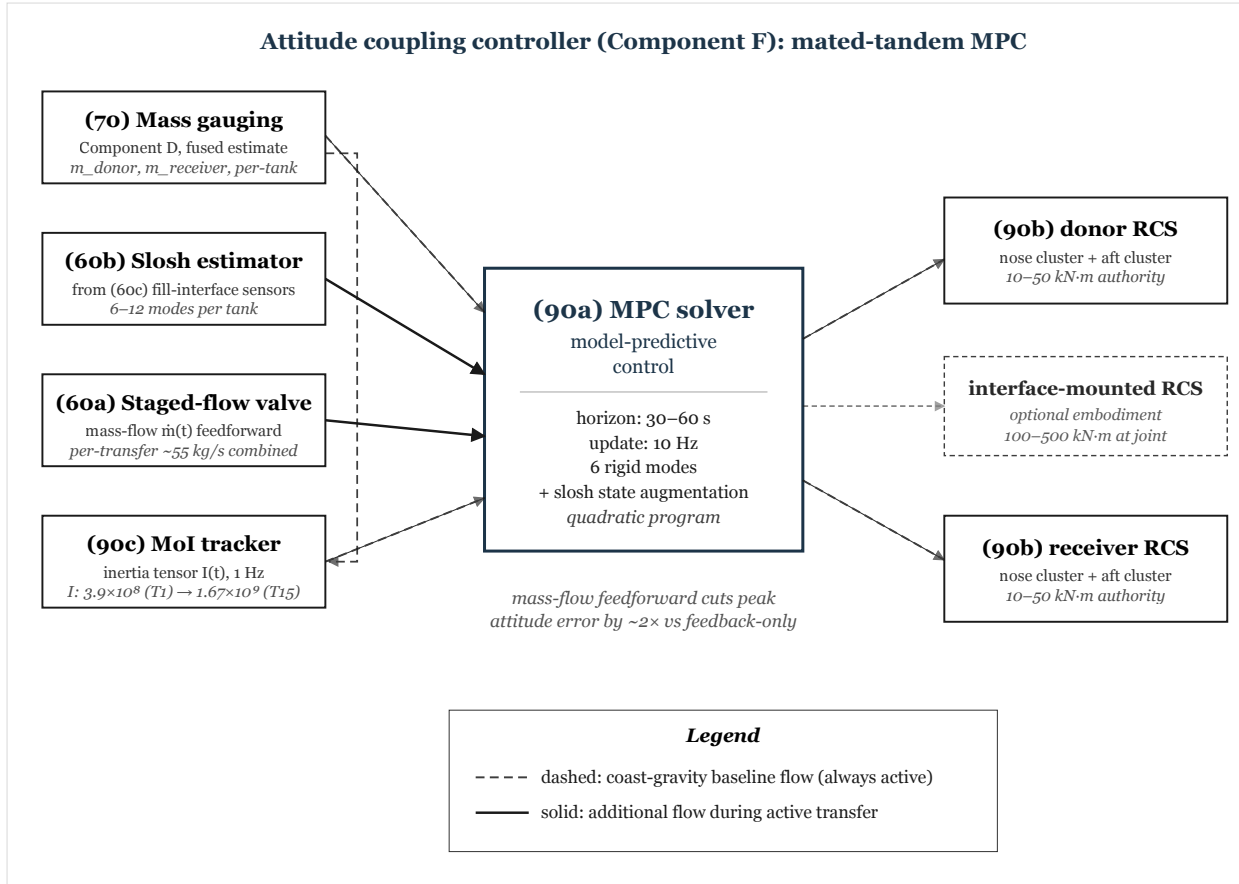 Attitude coupling controller (Component F): mated-tandem MPC
(70) Mass gauging
Component D, fused estimate
m_donor, m_receiver, per-tank
(60b) Slosh estimator
from (60c) fill-interface sensors
6–12 modes per tank
(60a) Staged-flow valve
mass-flow ṁ(t) feedforward
per-transfer ~55 kg/s combined
(90c) MoI tracker
inertia tensor I(t), 1 Hz
I: 3.9×10⁸ (T1) → 1.67×10⁹ (T15)
(90a) MPC solver
model-predictive
control
horizon: 30–60 s
update: 10 Hz
6 rigid modes
+ slosh state augmentation
quadratic program
mass-flow feedforward cuts peak
attitude error by ~2× vs feedback-only
(90b) donor RCS
nose cluster + aft cluster
10–50 kN·m authority
interface-mounted RCS
optional embodiment
100–500 kN·m at joint
(90b) receiver RCS
nose cluster + aft cluster
10–50 kN·m authority
Legend
dashed: coast-gravity baseline flow (always active)
solid: additional flow during active transfer